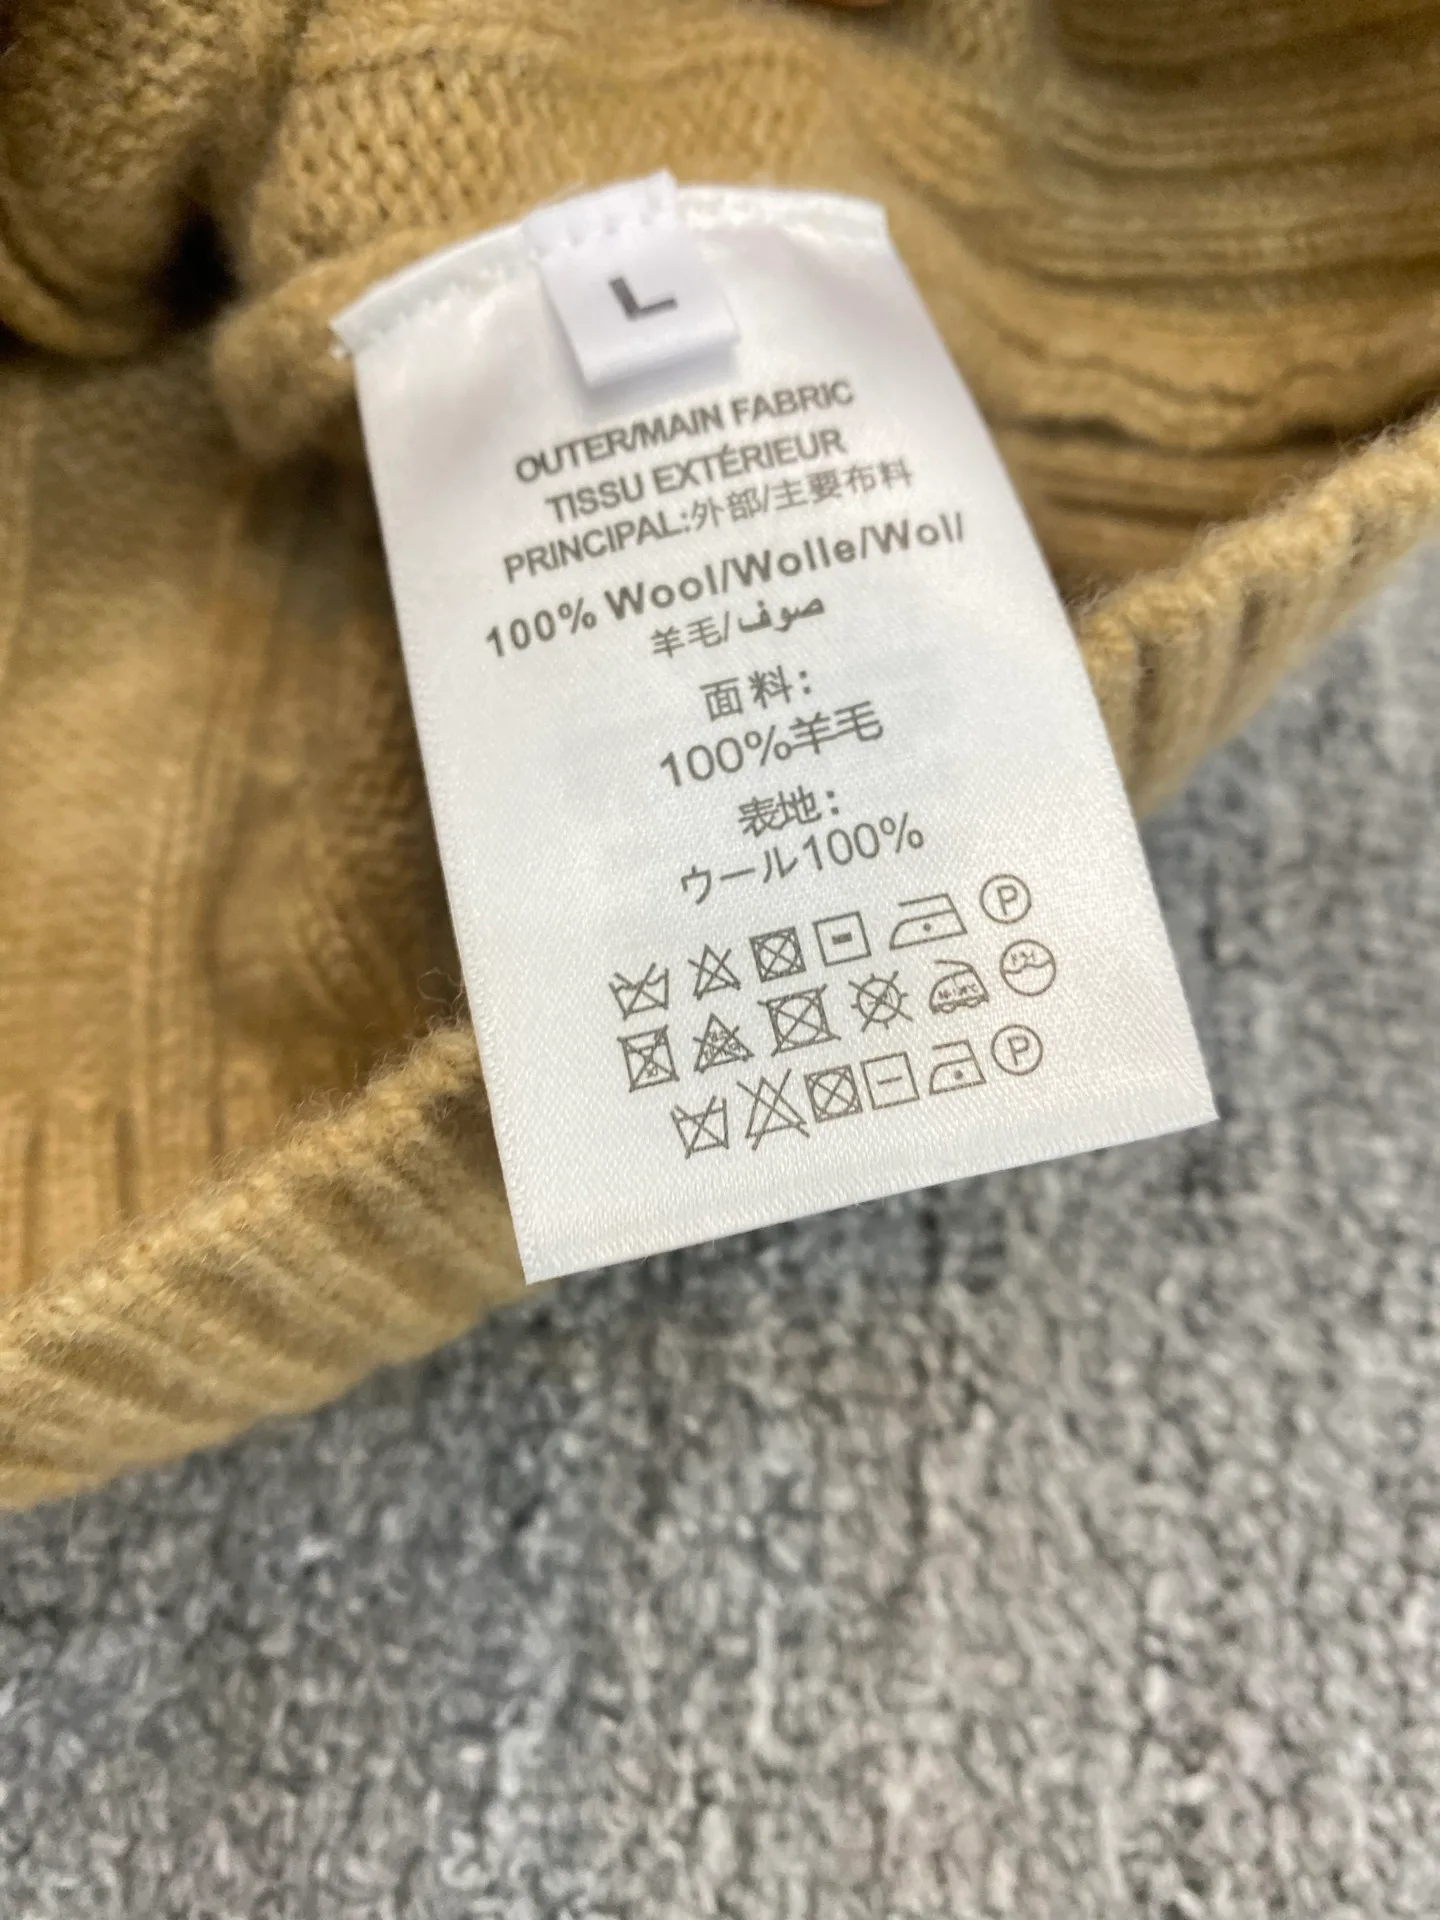 L
OUTER/MAIN FABRIC
TISSU EXTÉRIEUR
PRINCIPAL:外部/主要布料
100% Wool/Wolle/Wol/
羊毛/صوف
面料:
100%羊毛
表地:
ウール100%
P
P